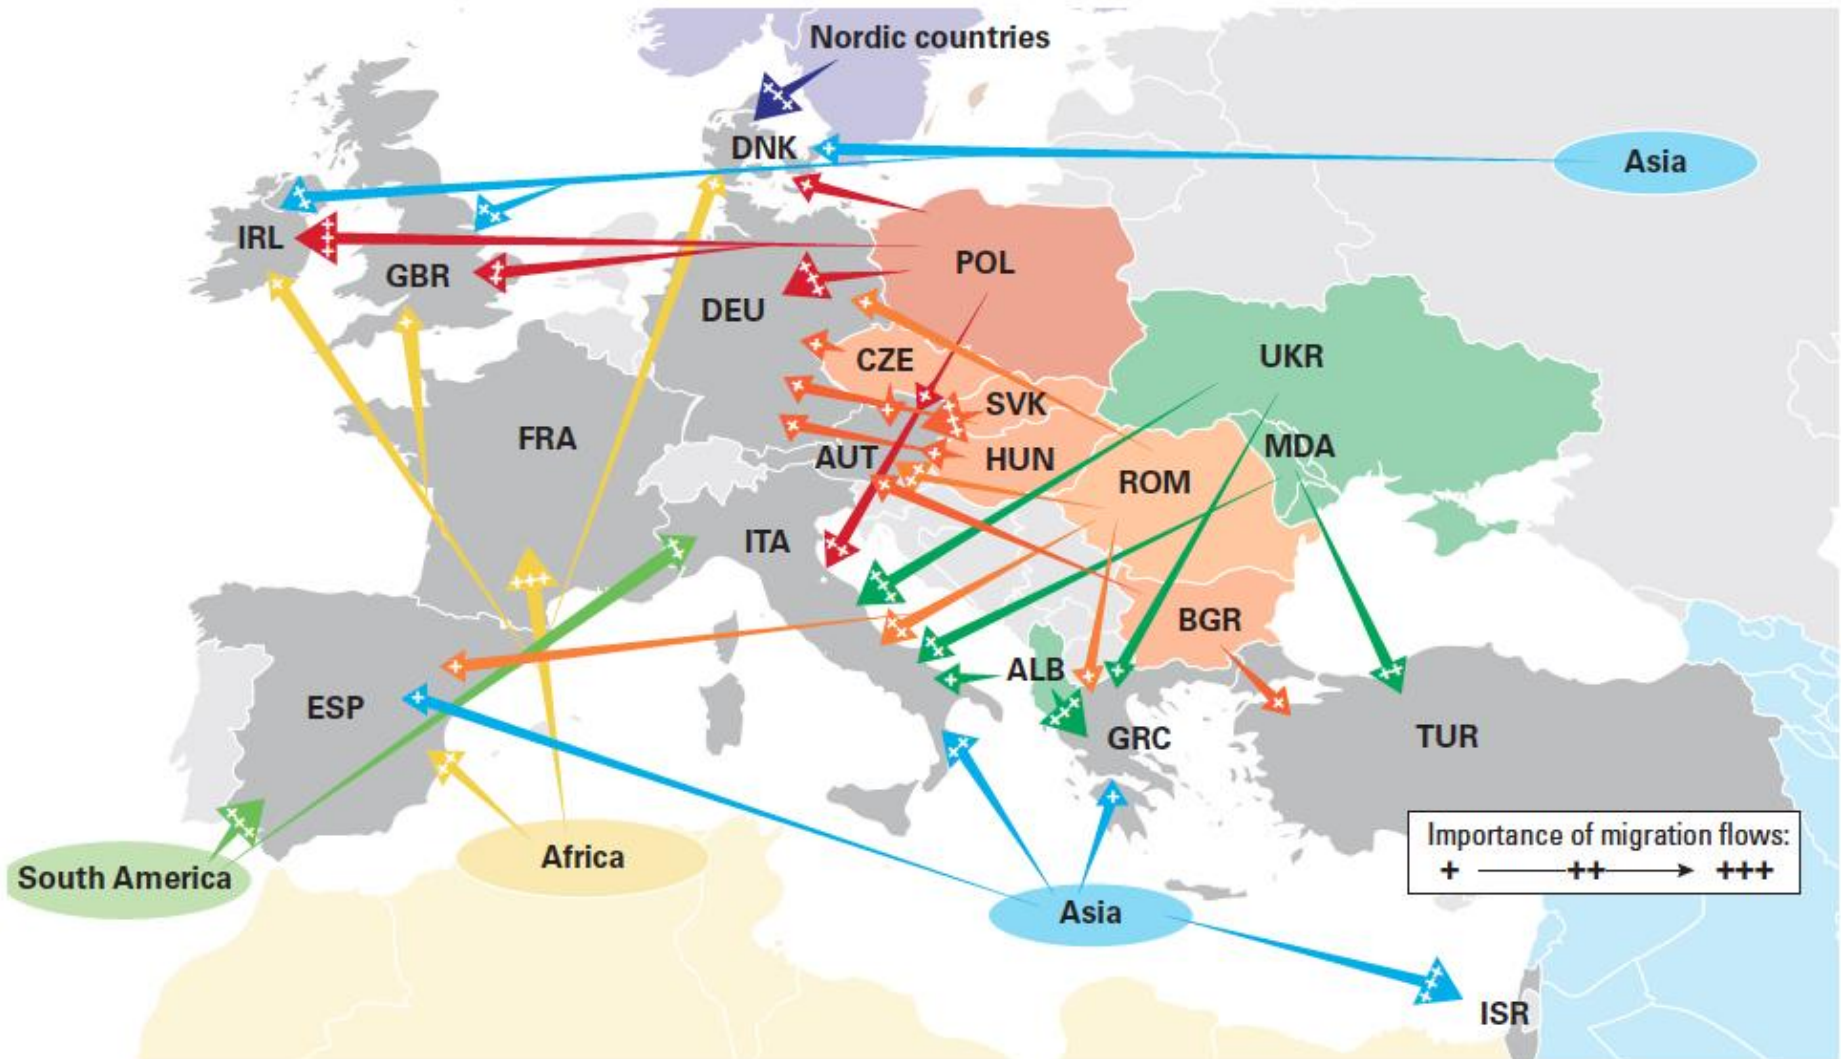 Nordic countries
DNK
Asia
IRL
GBR
POL
DEU
CZE
UKR
SVK
FRA
AUT
HUN
MDA
ROM
ITA
BGR
ALB
ESP
GRC
TUR
Importance of migration flows:
+ ++ +++
Africa
South America
Asia
ISR